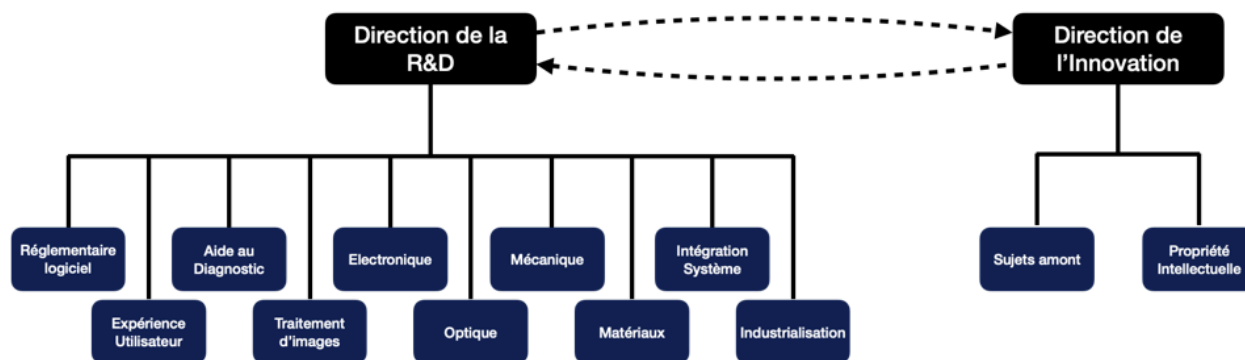 Direction de la
R&D
Direction de
l'Innovation
Réglementaire
logiciel
Aide au
Diagnostic
Electronique
Mécanique
Intégration
Système
Sujets amont
Propriété
Intellectuelle
Expérience
Utilisateur
Traitement
d'images
Optique
Matériaux
Industrialisation